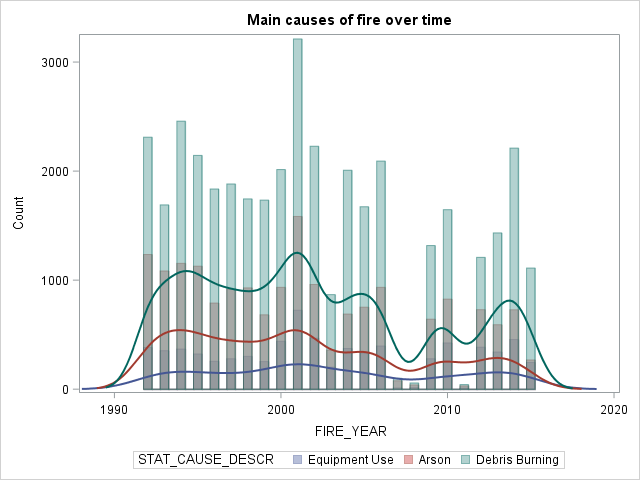 Main causes of fire over time
3000
2000
1000
0
Count
1990 2000 2010 2020
FIRE_YEAR
STAT_CAUSE_DESCR Equipment Use Arson Debris Burning